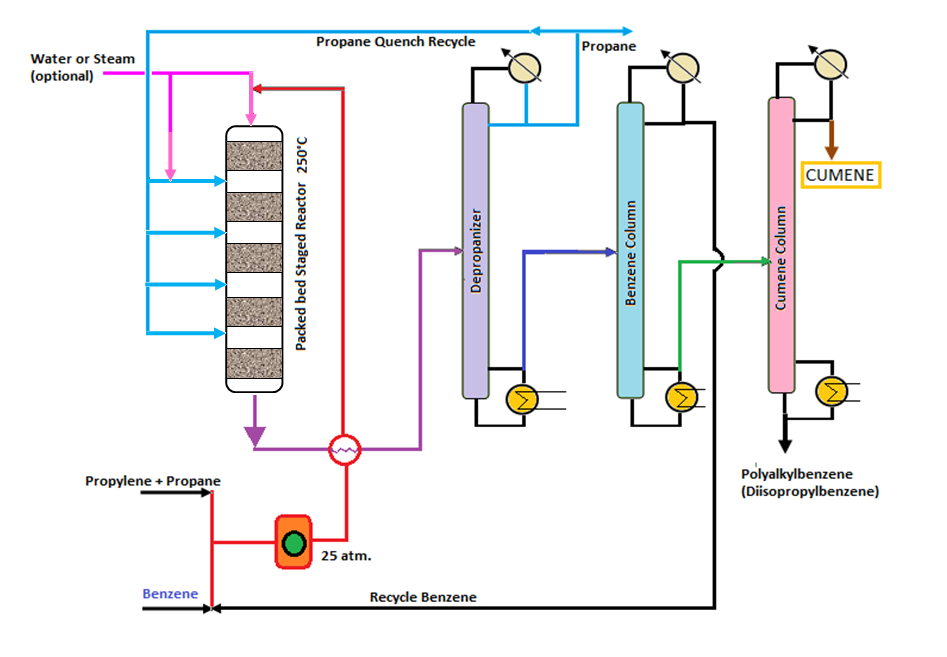 Propane Quench Recycle
Propane
Water or Steam
(optional)
Packed bed Staged Reactor 250°C
Depropanizer
Benzene Column
Cumene Column
CUMENE
Propylene + Propane
25 atm.
Benzene
Recycle Benzene
Polyalkylbenzene
(Diisopropylbenzene)